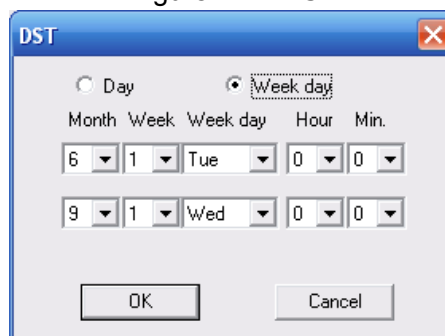 DST
Day Week day
Month Week Week day Hour Min.
6 1 Tue 0 0
9 1 Wed 0 0
OK Cancel